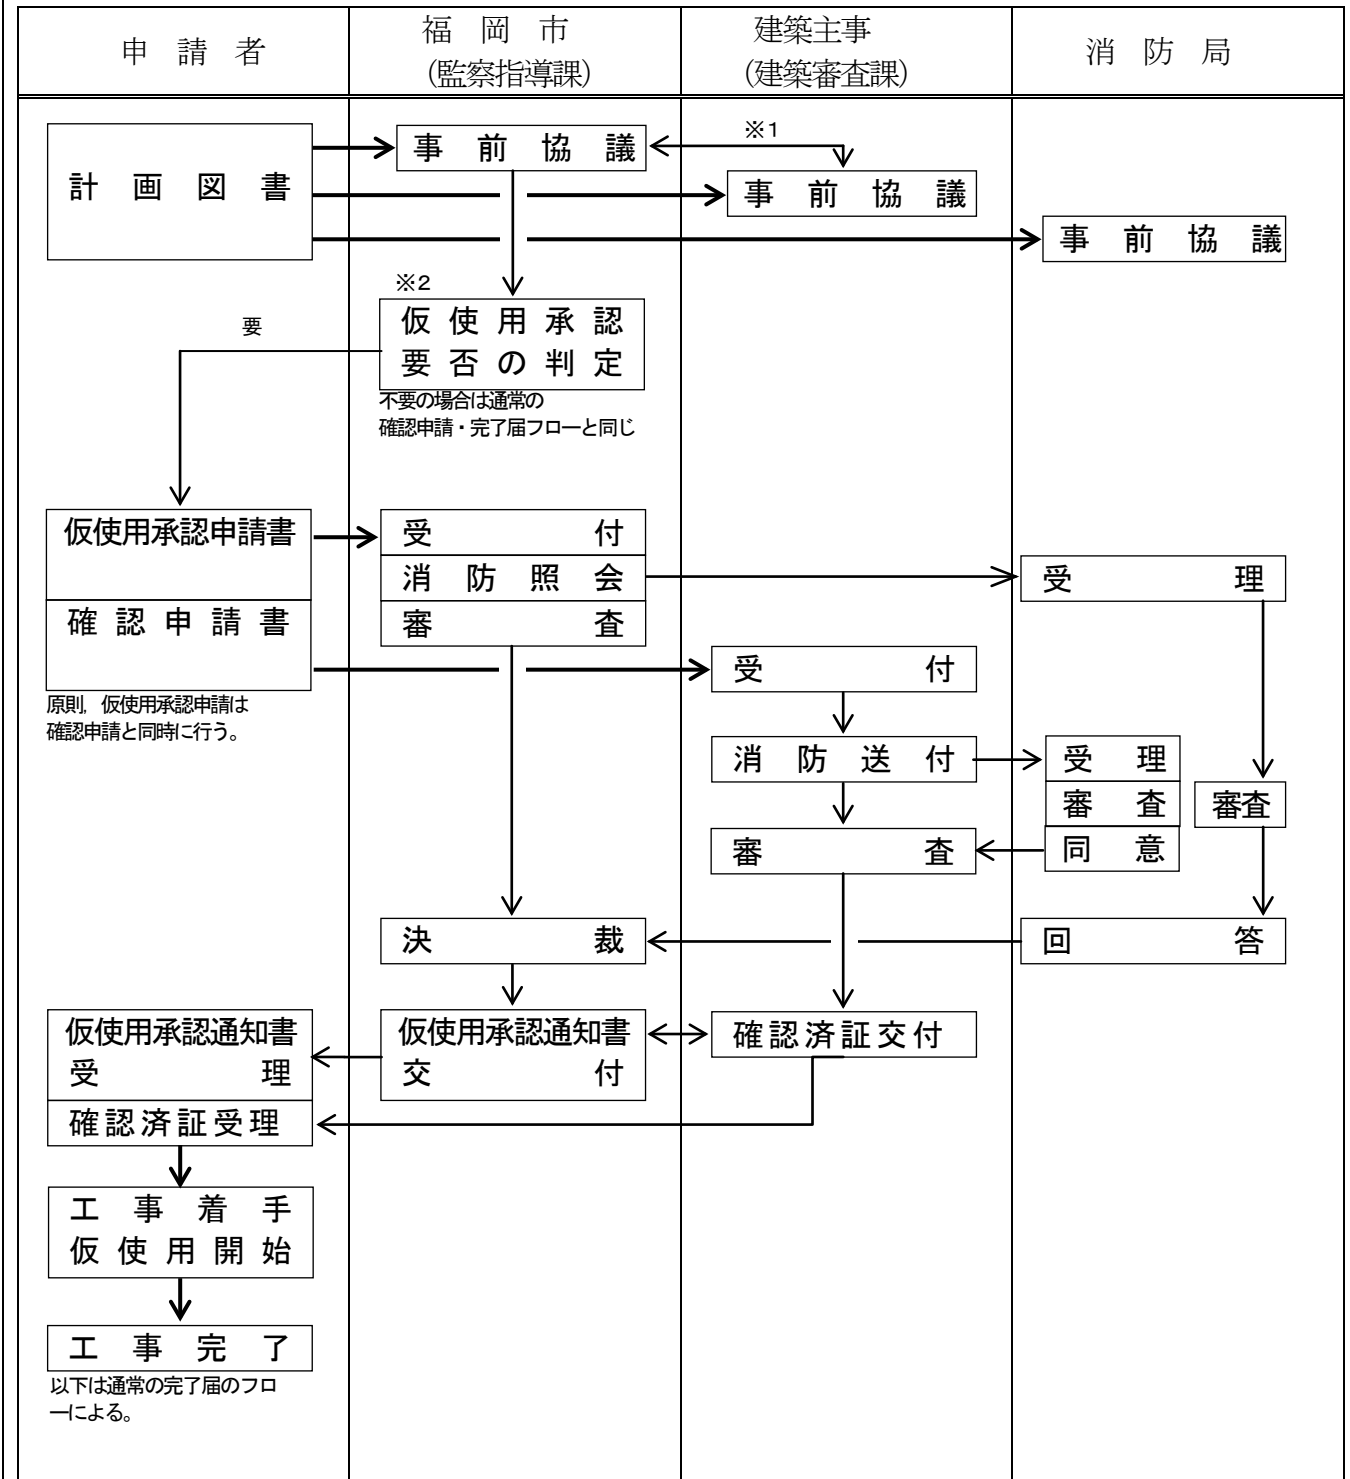 申請者
福岡市
(監察指導課)
建築主事
(建築審査課)
消防局
計画図書
事前協議
※1
事前協議
事前協議
※2
仮使用承認
要否の判定
要
不要の場合は通常の
確認申請・完了届フローと同じ
仮使用承認申請書
確認申請書
原則,仮使用承認申請は
確認申請と同時に行う。
受付
消防照会
審査
受理
受付
消防送付
受理
審査
同意
審査
審査
決裁
回答
仮使用承認通知書
受理
仮使用承認通知書
交付
確認済証交付
確認済証受理
工事着手
仮使用開始
工事完了
以下は通常の完了届のフロ
ーによる。